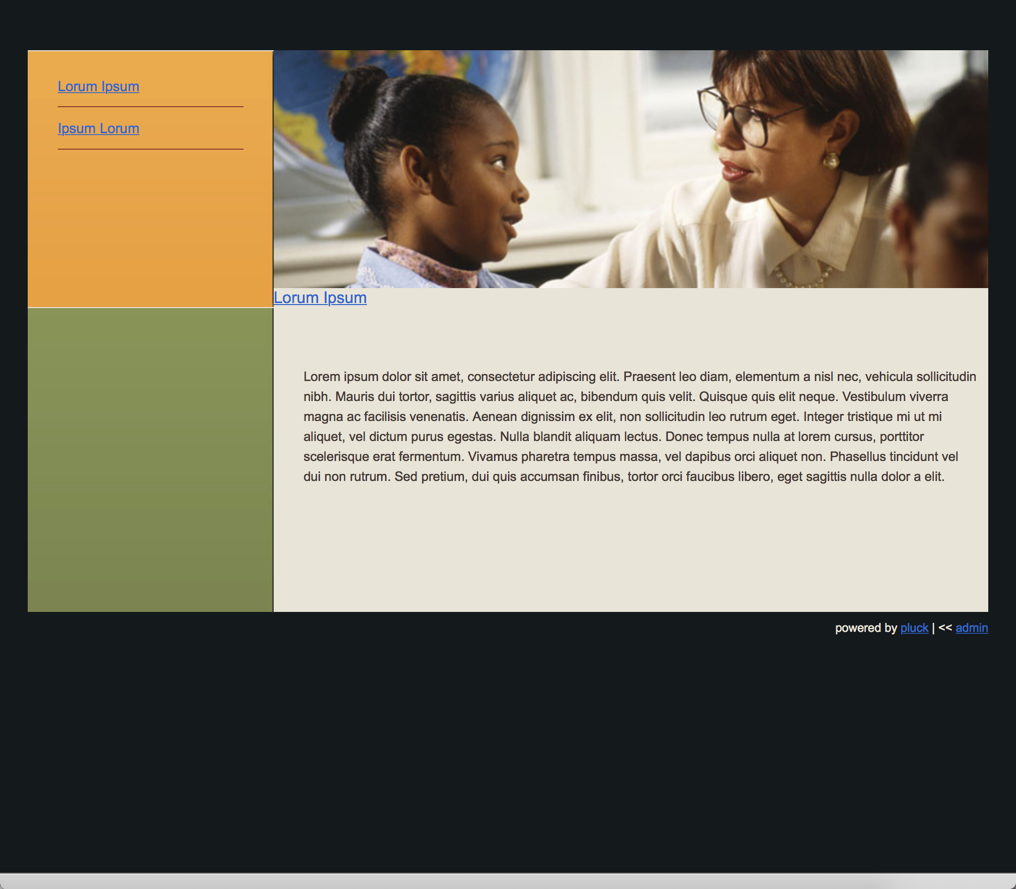 Lorum Ipsum
Ipsum Lorum
Lorum Ipsum
Lorem ipsum dolor sit amet, consectetur adipiscing elit. Praesent leo diam, elementum a nisl nec, vehicula sollicitudin
nibh. Mauris dui tortor, sagittis varius aliquet ac, bibendum quis velit. Quisque quis elit neque. Vestibulum viverra
magna ac facilisis venenatis. Aenean dignissim ex elit, non sollicitudin leo rutrum eget. Integer tristique mi ut mi
aliquet, vel dictum purus egestas. Nulla blandit aliquam lectus. Donec tempus nulla at lorem cursus, porttitor
scelerisque erat fermentum. Vivamus pharetra tempus massa, vel dapibus orci aliquet non. Phasellus tincidunt vel
dui non rutrum. Sed pretium, dui quis accumsan finibus, tortor orci faucibus libero, eget sagittis nulla dolor a elit.
powered by pluck | << admin